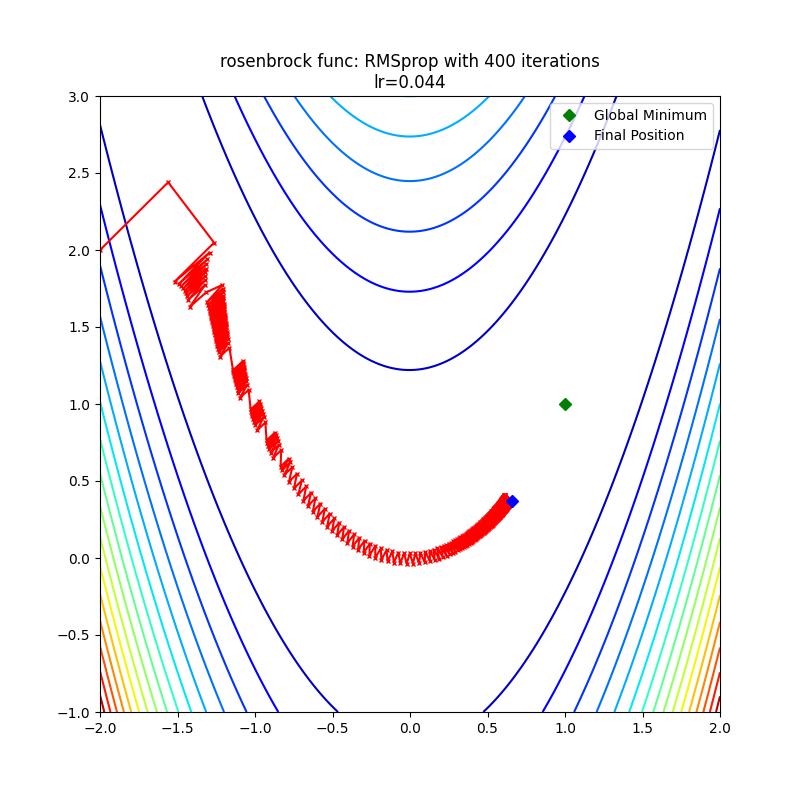 rosenbrock func: RMSprop with 400 iterations
lr=0.044
Global Minimum
Final Position
3.0
2.5
2.0
1.5
1.0
0.5
0.0
−0.5
−1.0
−2.0 −1.5 −1.0 −0.5 0.0 0.5 1.0 1.5 2.0